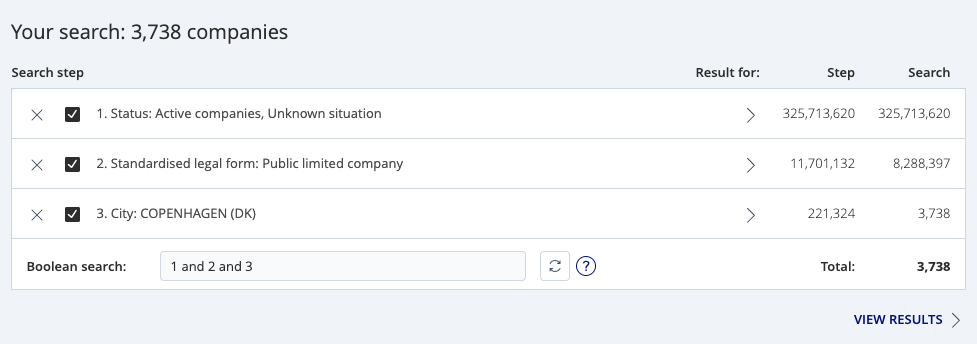 Your search: 3,738 companies
Search step Result for: Step Search
1. Status: Active companies, Unknown situation 325,713,620 325,713,620
2. Standardised legal form: Public limited company 11,701,132 8,288,397
3. City: COPENHAGEN (DK) 221,324 3,738
Boolean search: 1 and 2 and 3 ? Total: 3,738
VIEW RESULTS